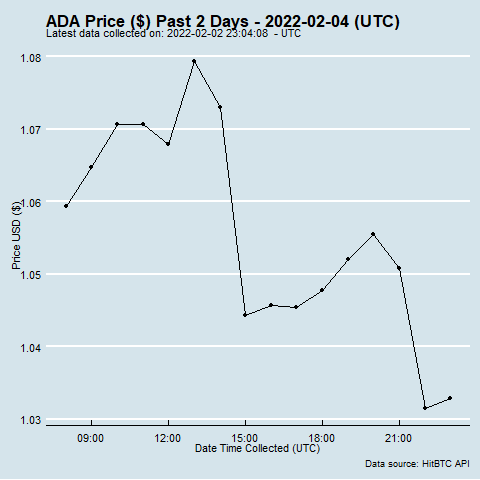 ADA Price ($) Past 2 Days - 2022-02-04 (UTC)
Latest data collected on: 2022-02-02 23:04:08 - UTC
1.08
1.07
1.06
1.05
1.04
1.03
Price USD ($)
09:00 12:00 15:00 18:00 21:00
Date Time Collected (UTC)
Data source: HitBTC API